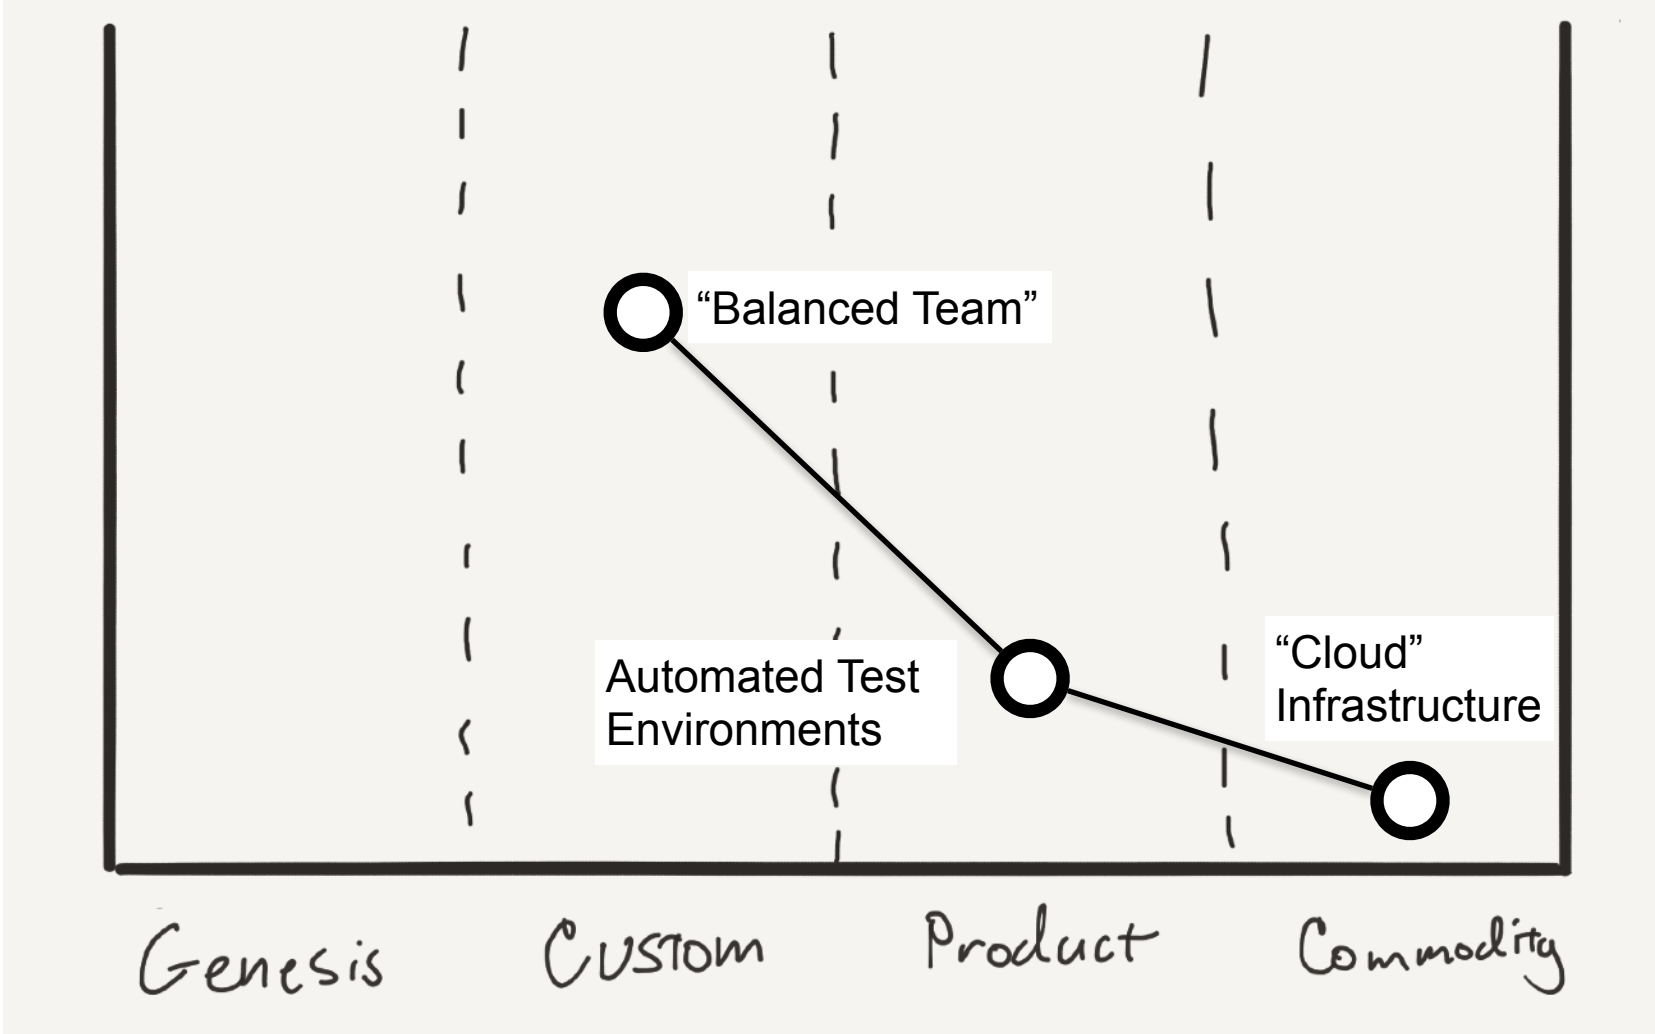 “Balanced Team”
Automated Test
Environments
“Cloud”
Infrastructure
Genesis
Custom
Product
Commodity